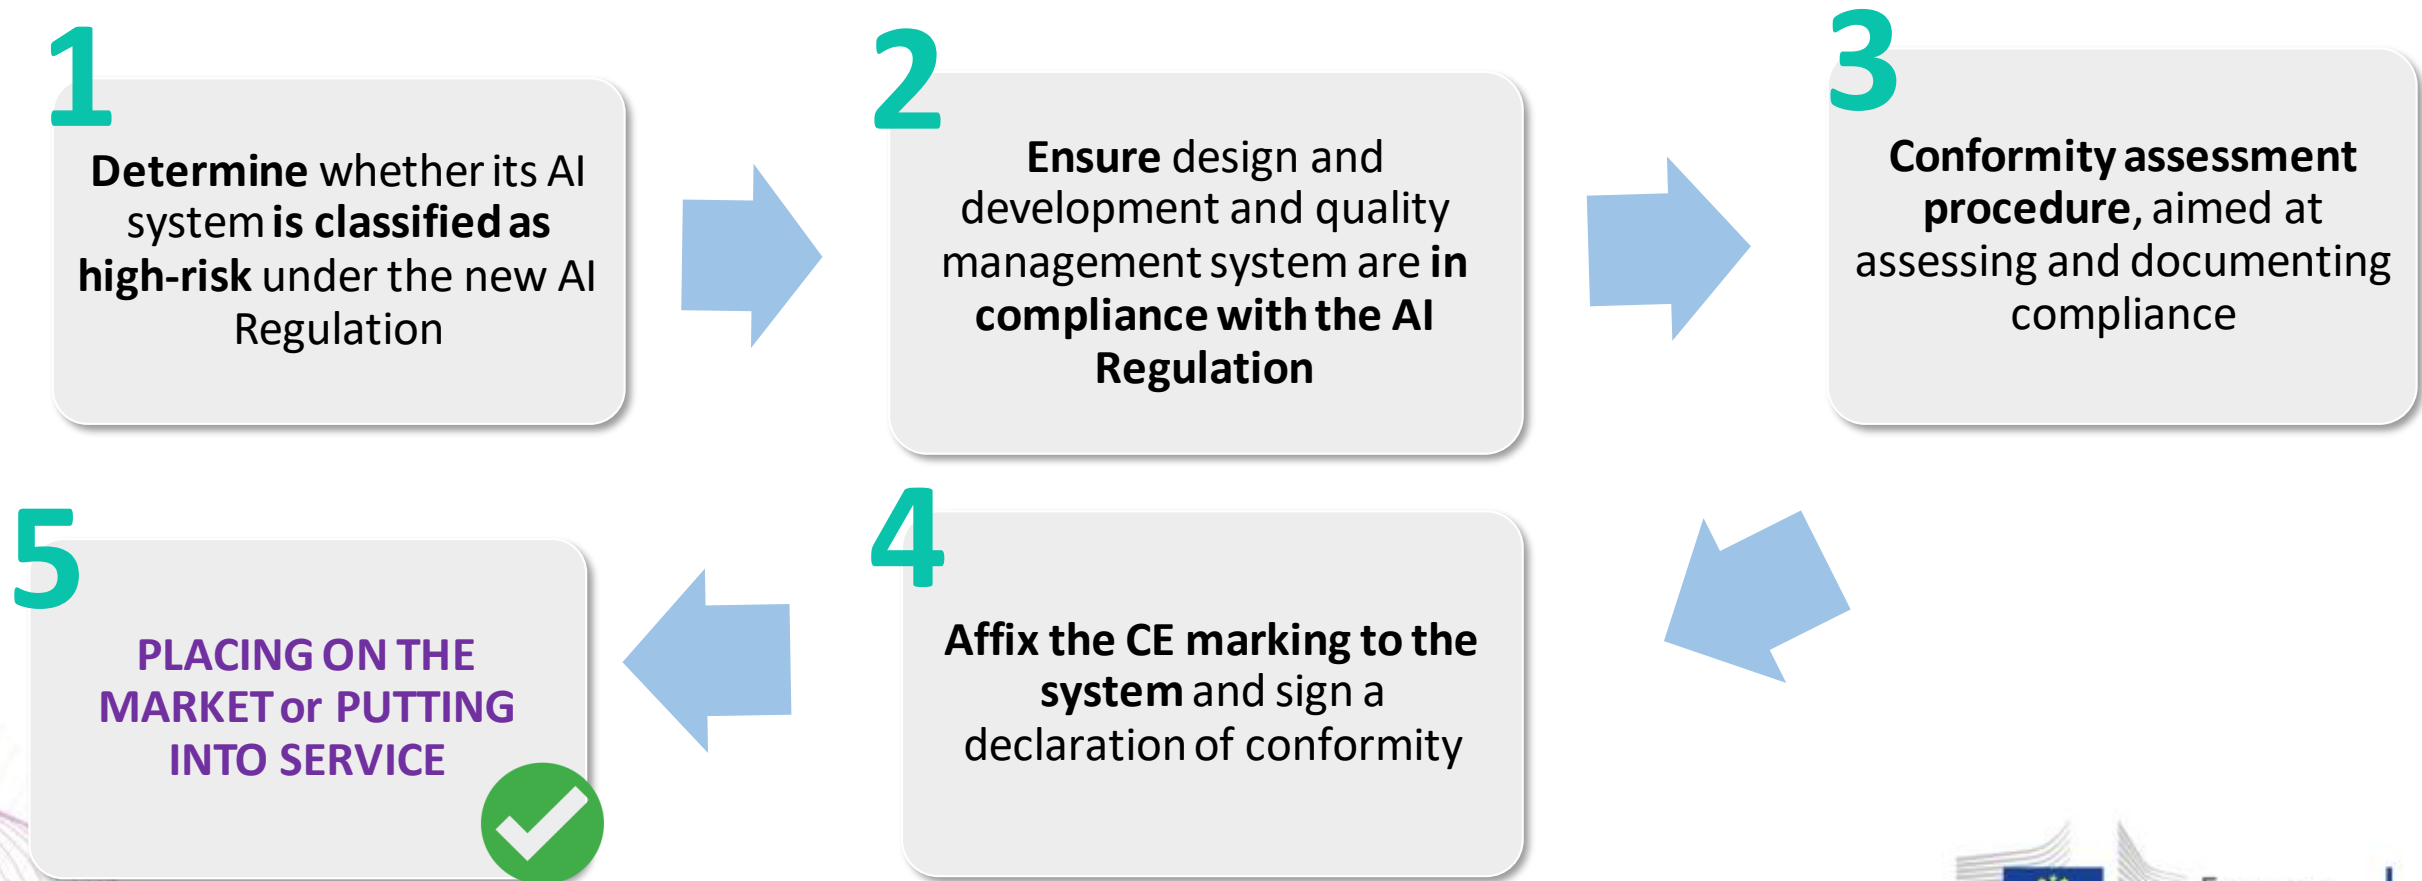 1
Determine whether its AI
system is classified as
high-risk under the new AI
Regulation
2
Ensure design and
development and quality
management system are in
compliance with the AI
Regulation
3
Conformity assessment
procedure, aimed at
assessing and documenting
compliance
4
Affix the CE marking to the
system and sign a
declaration of conformity
5
PLACING ON THE
MARKET or PUTTING
INTO SERVICE